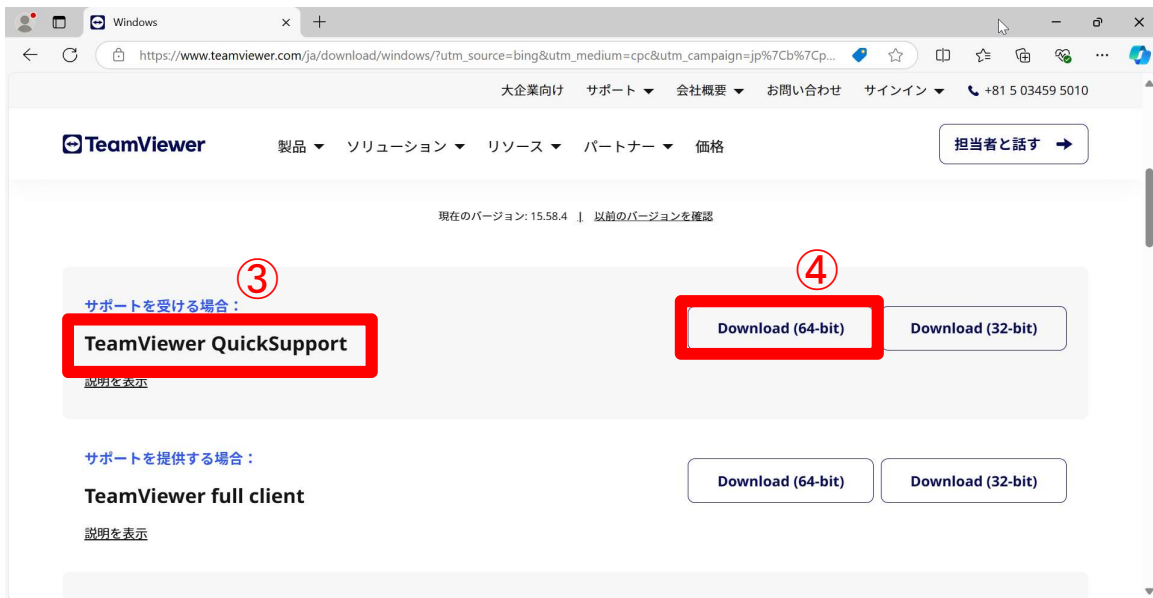 Windows
https://www.teamviewer.com/ja/download/windows/?utm_source=bing&utm_medium=cpc&utm_campaign=jp%7Cb%7Cp...
大企業向け サポート 会社概要 お問い合わせ サインイン +81 5 03459 5010
TeamViewer 製品 ソリューション リソース パートナー 価格 担当者と話す →
現在のバージョン: 15.58.4 | 以前のバージョンを確認
③ ④
サポートを受ける場合：
TeamViewer QuickSupport Download (64-bit) Download (32-bit)
説明を表示
サポートを提供する場合：
TeamViewer full client Download (64-bit) Download (32-bit)
説明を表示